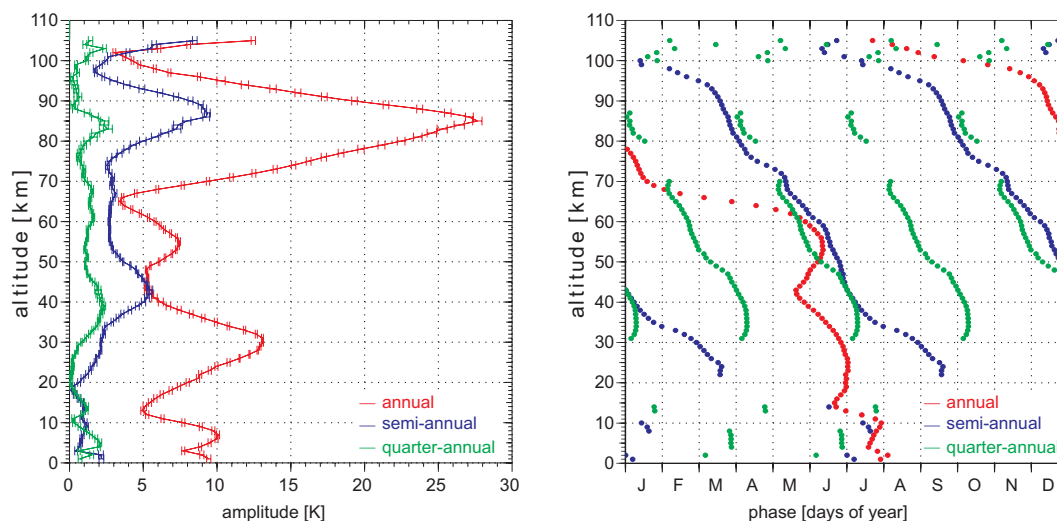 110
100
90
80
70
60
50
40
30
20
10
0
altitude [km]
0 5 10 15 20 25 30
amplitude [K]
annual
semi-annual
quarter-annual
110
100
90
80
70
60
50
40
30
20
10
0
altitude [km]
J F M A M J J A S O N D
phase [days of year]
annual
semi-annual
quarter-annual